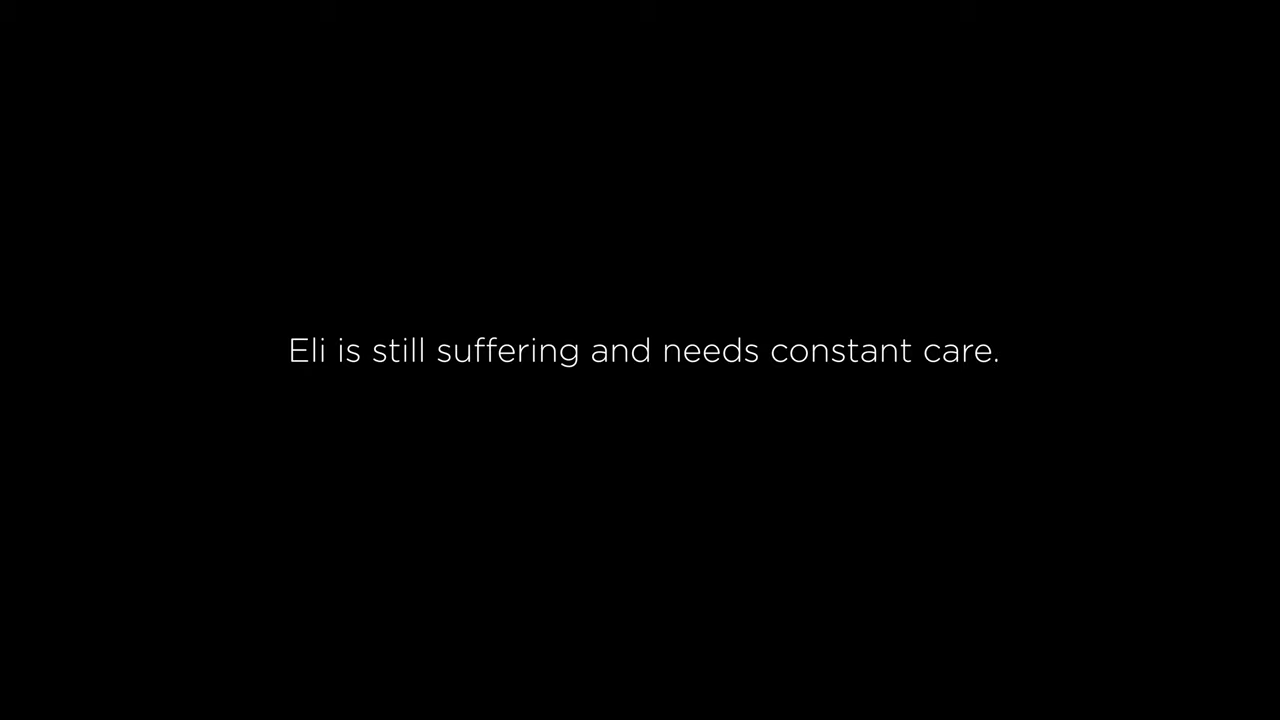 Eli is still suffering and needs constant care.